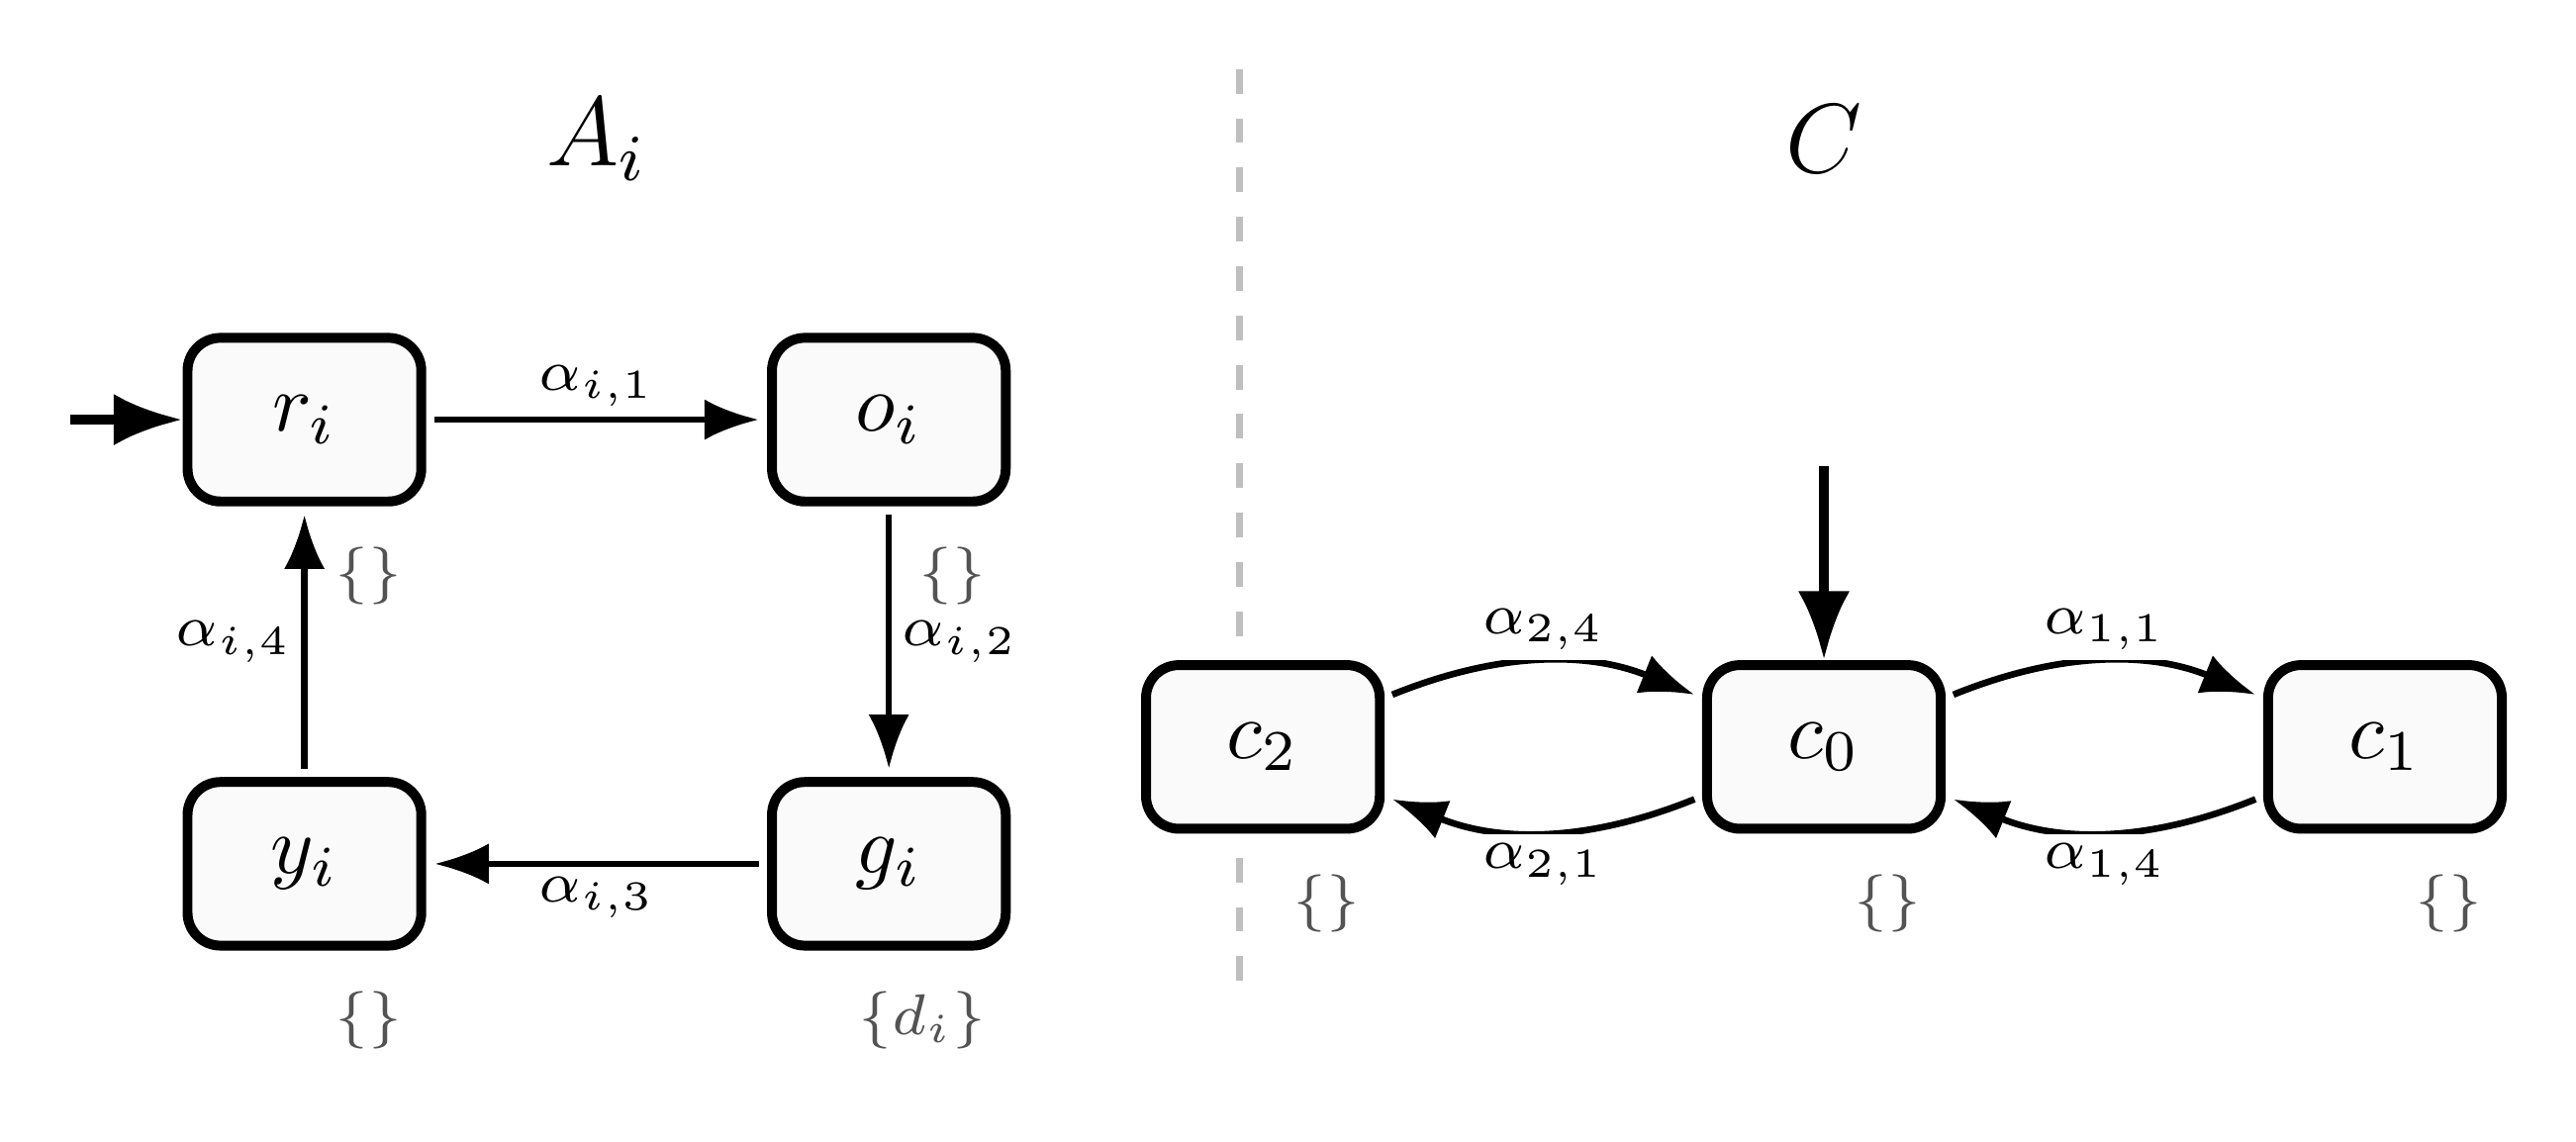 A_i
C
r_i
α_{i,1}
o_i
{}
{}
α_{i,4}
α_{i,2}
y_i
α_{i,3}
g_i
{}
{d_i}
α_{2,4}
α_{1,1}
c_2
c_0
c_1
α_{2,1}
α_{1,4}
{}
{}
{}